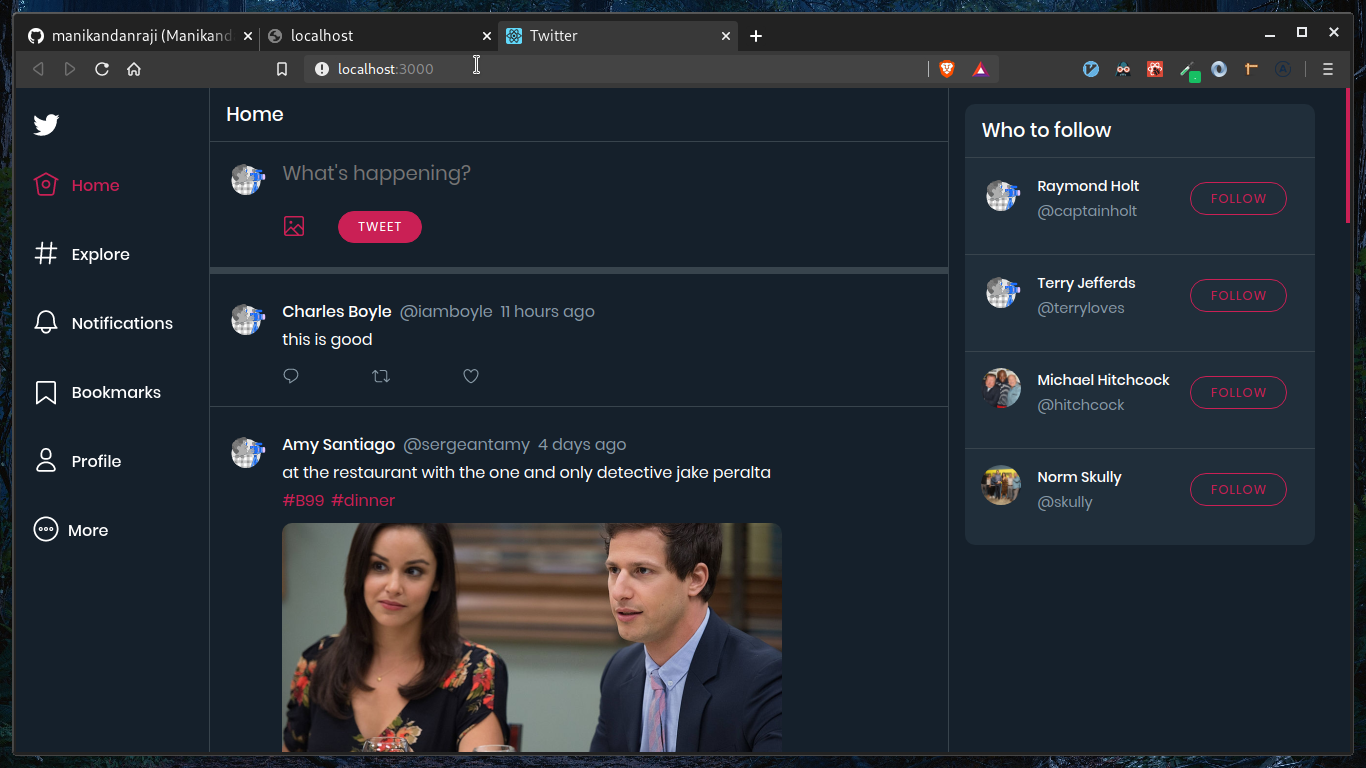 manikandanraji (Manikand
localhost
Twitter
localhost:3000
Home
Explore
Notifications
Bookmarks
Profile
More
Home
What's happening?
TWEET
Charles Boyle @iamboyle 11 hours ago
this is good
Amy Santiago @sergeantamy 4 days ago
at the restaurant with the one and only detective jake peralta
#B99 #dinner
Who to follow
Raymond Holt
@captainholt
FOLLOW
Terry Jefferds
@terryloves
FOLLOW
Michael Hitchcock
@hitchcock
FOLLOW
Norm Skully
@skully
FOLLOW